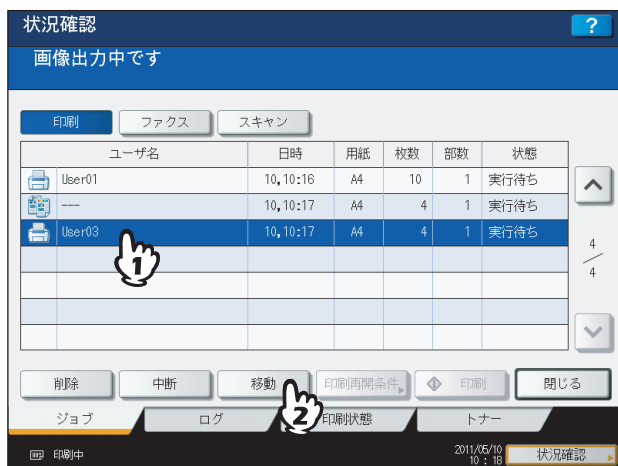 状況確認 ?
画像出力中です
印刷 ファクス スキャン
ユーザ名 日時 用紙 枚数 部数 状態
User01 10,10:16 A4 10 1 実行待ち
--- 10,10:17 A4 4 1 実行待ち
User03 10,10:17 A4 4 1 実行待ち
1
4
4
削除 中断 移動 印刷再開条件 印刷 閉じる
2
ジョブ ログ 印刷状態 トナー
印刷中 2011/05/10
10:18 状況確認